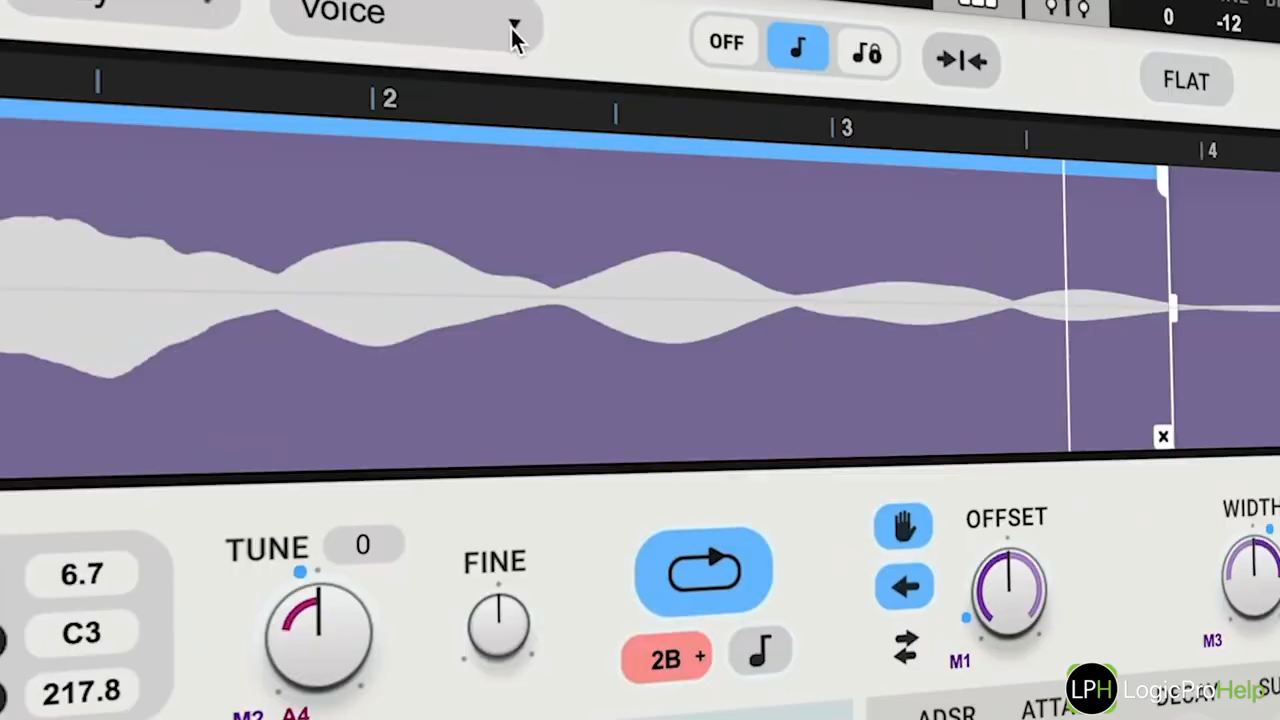 Voice
OFF
FLAT
0
-12
2
3
4
x
TUNE 0
FINE
OFFSET
WIDTH
6.7
C3
217.8
2B +
M1
M3
M2 A4
ADSR
DECAY
LPH LogicProHelp